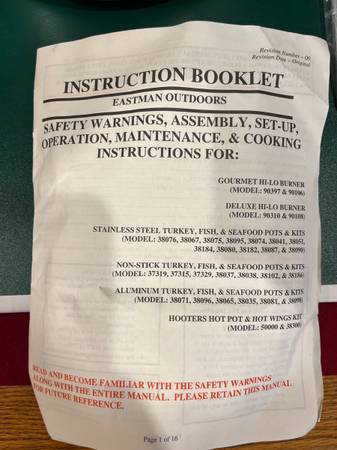 Revision Number – 05
Revision Date – Original
INSTRUCTION BOOKLET
EASTMAN OUTDOORS
SAFETY WARNINGS, ASSEMBLY, SET-UP,
OPERATION, MAINTENANCE, & COOKING
INSTRUCTIONS FOR:
GOURMET HI-LO BURNER
(MODEL: 90397 & 90106)
DELUXE HI-LO BURNER
(MODEL: 90310 & 90108)
STAINLESS STEEL TURKEY, FISH, & SEAFOOD POTS & KITS
(MODEL: 38076, 38067, 38075, 38095, 38074, 38041, 38051,
38184, 38080, 38182, 38087, & 38090)
NON-STICK TURKEY, FISH, & SEAFOOD POTS & KITS
(MODEL: 37319, 37315, 37329, 38037, 38038, 38102, & 38186)
ALUMINUM TURKEY, FISH, & SEAFOOD POTS & KITS
(MODEL: 38071, 38096, 38065, 38035, 38081, & 38098)
HOOTERS HOT POT & HOT WINGS KIT
(MODEL: 50000 & 38300)
READ AND BECOME FAMILIAR WITH THE SAFETY WARNINGS
ALONG WITH THE ENTIRE MANUAL. PLEASE RETAIN THIS MANUAL
FOR FUTURE REFERENCE.
Page 1 of 16